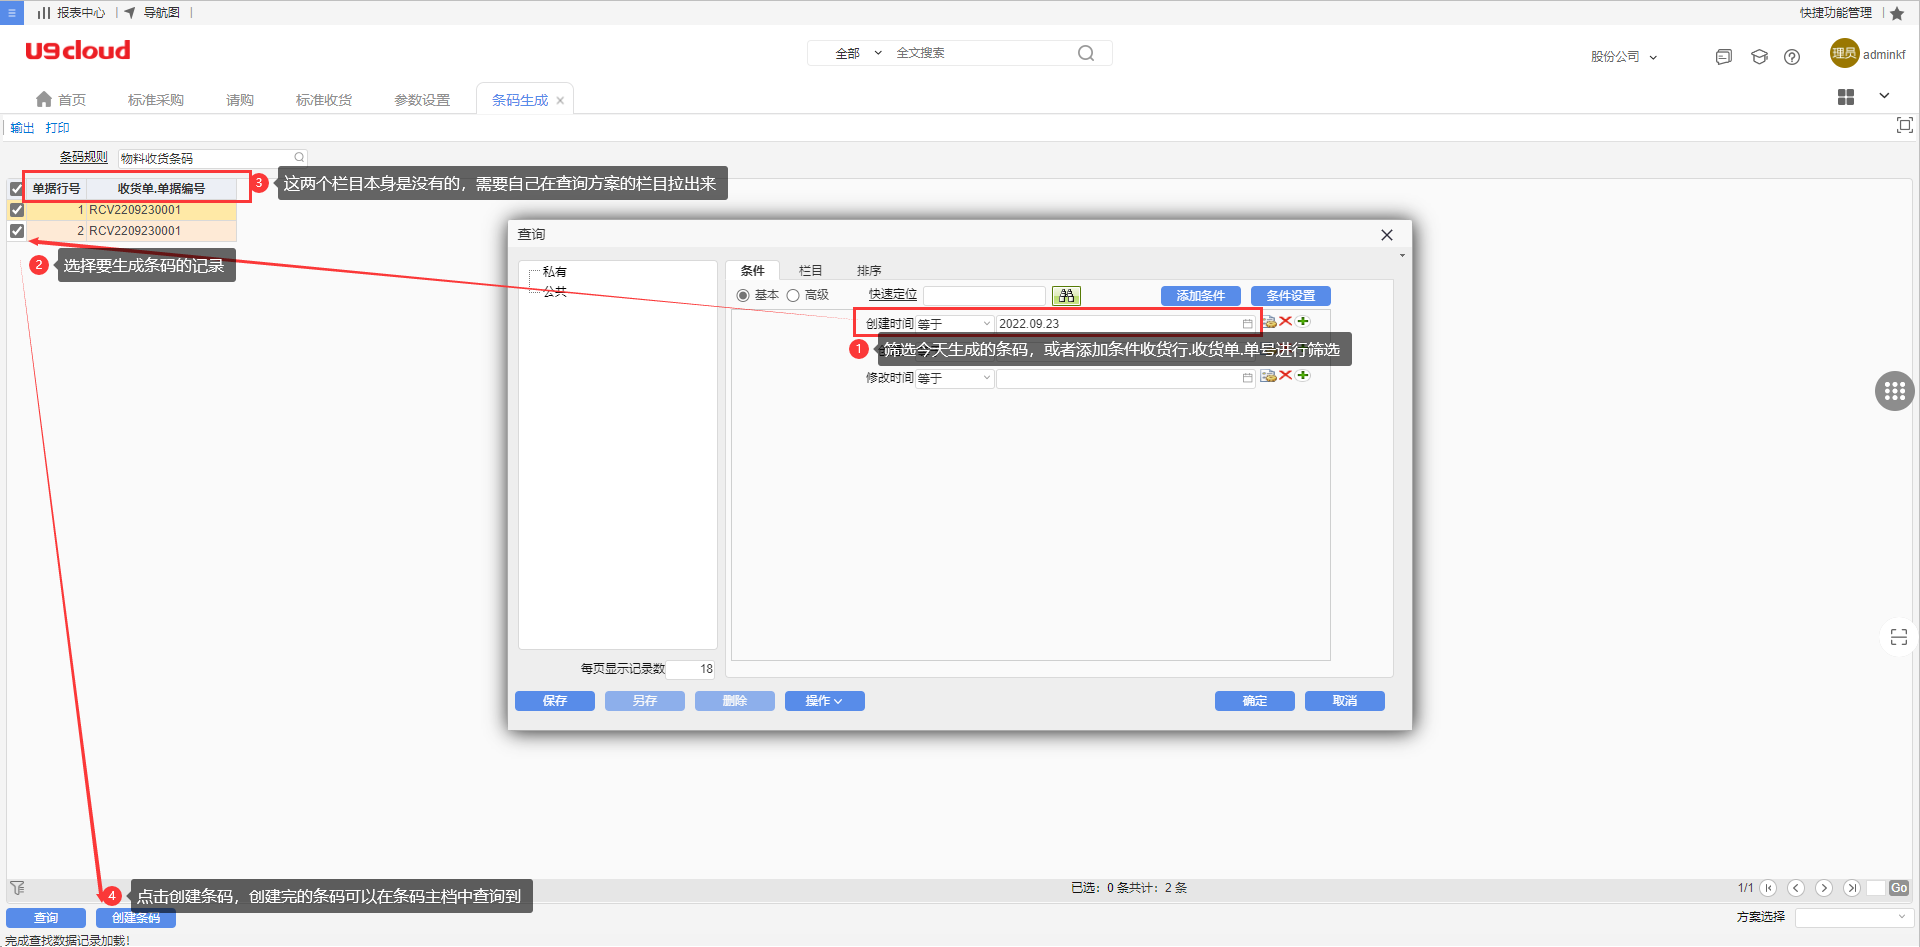 报表中心 | 导航图 |
快捷功能管理 |
U9cloud
全部 全文搜索
股份公司
理员 adminkf
首页 标准采购 请购 标准收货 参数设置 条码生成
输出 打印
条码规则 物料收货条码
单据行号 收货单.单据编号
3 这两个栏目本身是没有的，需要自己在查询方案的栏目拉出来
1 RCV2209230001
2 RCV2209230001
2 选择要生成条码的记录
查询
私有
公共
条件 栏目 排序
基本 高级 快速定位 添加条件 条件设置
创建时间 等于 2022.09.23
1 筛选今天生成的条码，或者添加条件收货行.收货单.单号进行筛选
修改时间 等于
每页显示记录数 18
保存 另存 删除 操作 确定 取消
已选：0 条共计：2 条
1/1 Go
4 点击创建条码，创建完的条码可以在条码主档中查询到
查询 创建条码
方案选择
完成查找数据记录加载!